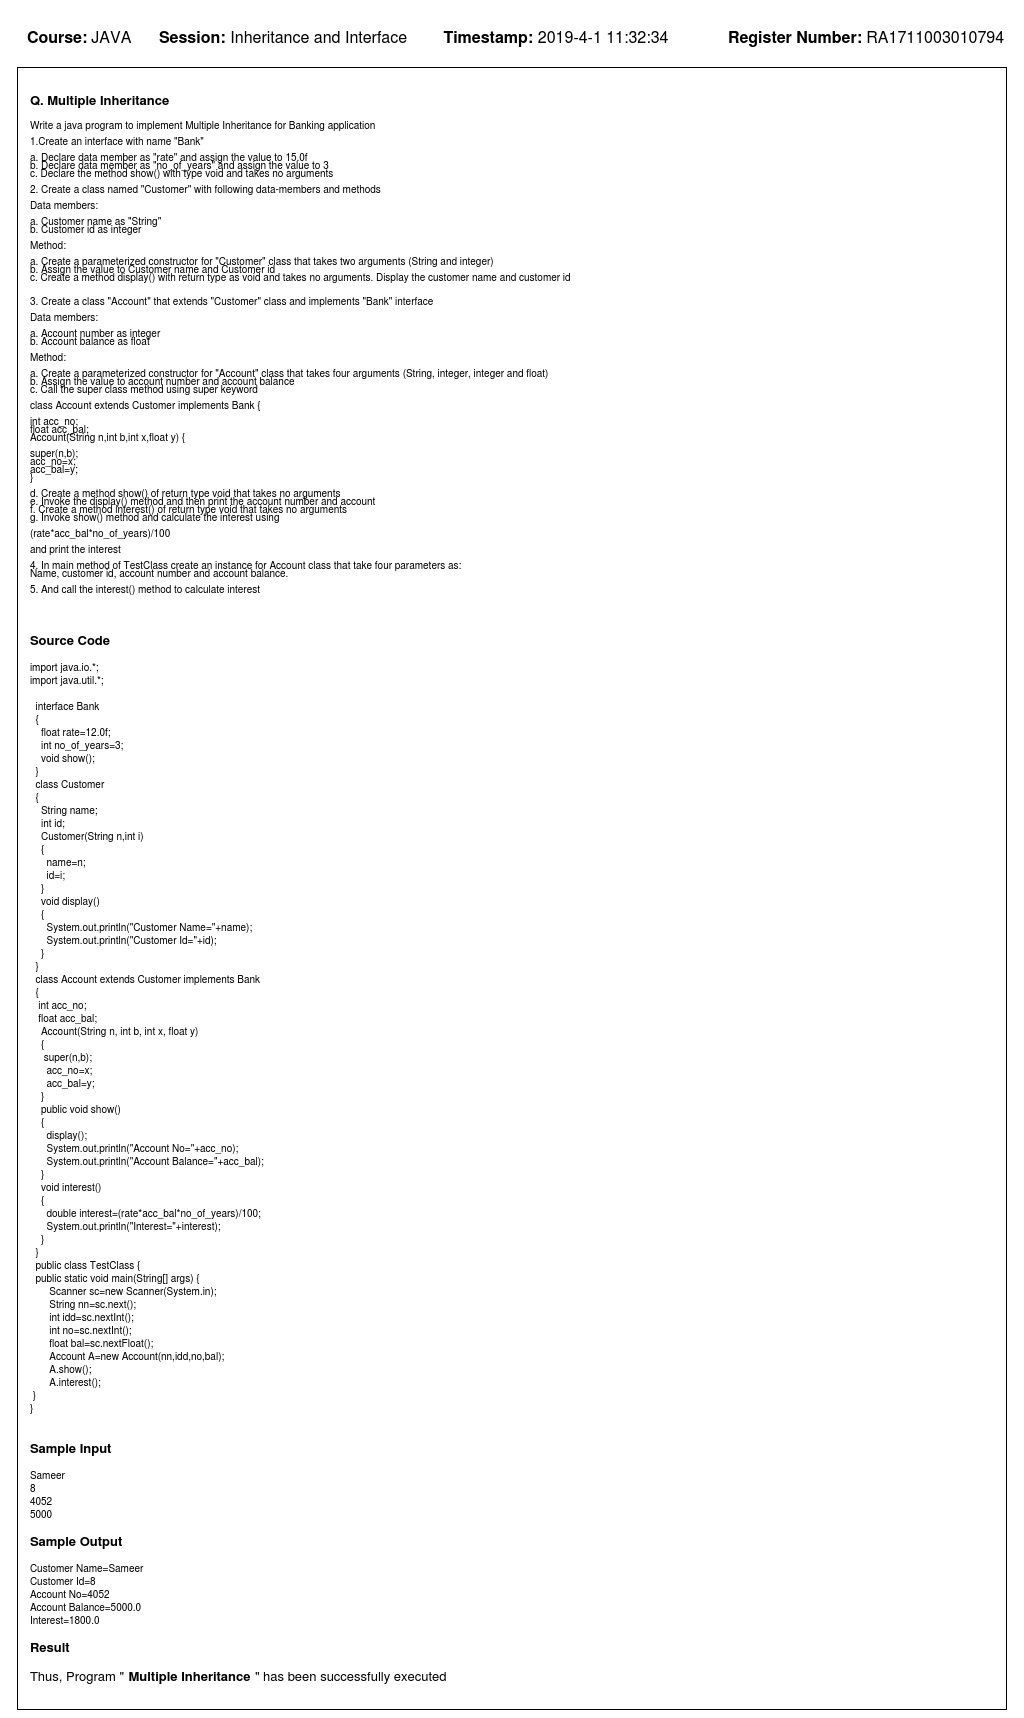 Course: JAVA Session: Inheritance and Interface Timestamp: 2019-4-1 11:32:34 Register Number: RA1711003010794
Q. Multiple Inheritance
Write a java program to implement Multiple Inheritance for Banking application
1.Create an interface with name "Bank"
a. Declare data member as "rate" and assign the value to 15.0f
b. Declare data member as "no_of_years" and assign the value to 3
c. Declare the method show() with type void and takes no arguments
2. Create a class named "Customer" with following data-members and methods
Data members:
a. Customer name as "String"
b. Customer id as integer
Method:
a. Create a parameterized constructor for "Customer" class that takes two arguments (String and integer)
b. Assign the value to Customer name and Customer id
c. Create a method display() with return type as void and takes no arguments. Display the customer name and customer id
3. Create a class "Account" that extends "Customer" class and implements "Bank" interface
Data members:
a. Account number as integer
b. Account balance as float
Method:
a. Create a parameterized constructor for "Account" class that takes four arguments (String, integer, integer and float)
b. Assign the value to account number and account balance
c. Call the super class method using super keyword
class Account extends Customer implements Bank {
int acc_no;
float acc_bal;
Account(String n,int b,int x,float y) {
super(n,b);
acc_no=x;
acc_bal=y;
}
d. Create a method show() of return type void that takes no arguments
e. Invoke the display() method and then print the account number and account
f. Create a method interest() of return type void that takes no arguments
g. Invoke show() method and calculate the interest using
(rate*acc_bal*no_of_years)/100
and print the interest
4. In main method of TestClass create an instance for Account class that take four parameters as:
Name, customer id, account number and account balance.
5. And call the interest() method to calculate interest
Source Code
import java.io.*;
import java.util.*;
interface Bank
{
float rate=12.0f;
int no_of_years=3;
void show();
}
class Customer
{
String name;
int id;
Customer(String n,int i)
{
name=n;
id=i;
}
void display()
{
System.out.println("Customer Name="+name);
System.out.println("Customer Id="+id);
}
}
class Account extends Customer implements Bank
{
int acc_no;
float acc_bal;
Account(String n, int b, int x, float y)
{
super(n,b);
acc_no=x;
acc_bal=y;
}
public void show()
{
display();
System.out.println("Account No="+acc_no);
System.out.println("Account Balance="+acc_bal);
}
void interest()
{
double interest=(rate*acc_bal*no_of_years)/100;
System.out.println("Interest="+interest);
}
}
public class TestClass {
public static void main(String[] args) {
Scanner sc=new Scanner(System.in);
String nn=sc.next();
int idd=sc.nextInt();
int no=sc.nextInt();
float bal=sc.nextFloat();
Account A=new Account(nn,idd,no,bal);
A.show();
A.interest();
}
}
Sample Input
Sameer
8
4052
5000
Sample Output
Customer Name=Sameer
Customer Id=8
Account No=4052
Account Balance=5000.0
Interest=1800.0
Result
Thus, Program " Multiple Inheritance " has been successfully executed